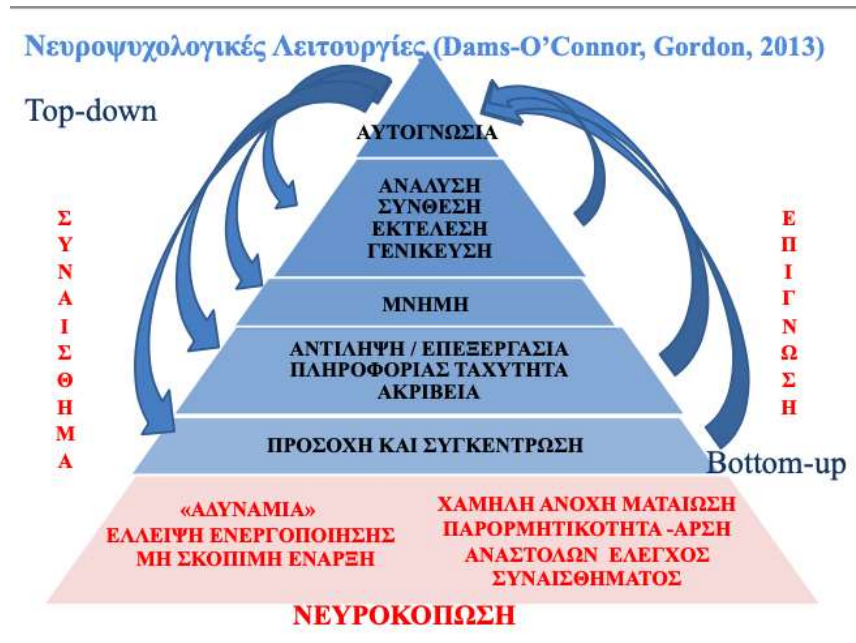 Νευροψυχολογικές Λειτουργίες (Dams-O’Connor, Gordon, 2013)
Top-down
ΑΥΤΟΓΝΩΣΙΑ
ΑΝΑΛΥΣΗ
ΣΥΝΘΕΣΗ
ΕΚΤΕΛΕΣΗ
ΓΕΝΙΚΕΥΣΗ
ΣΥΝΑΙΣΘΗΜΑ
ΕΠΙΓΝΩΣΗ
ΜΝΗΜΗ
ΑΝΤΙΛΗΨΗ / ΕΠΕΞΕΡΓΑΣΙΑ
ΠΛΗΡΟΦΟΡΙΑΣ ΤΑΧΥΤΗΤΑ
ΑΚΡΙΒΕΙΑ
ΠΡΟΣΟΧΗ ΚΑΙ ΣΥΓΚΕΝΤΡΩΣΗ
Bottom-up
«ΑΔΥΝΑΜΙΑ»
ΕΛΛΕΙΨΗ ΕΝΕΡΓΟΠΟΙΗΣΗΣ
ΜΗ ΣΚΟΠΙΜΗ ΕΝΑΡΞΗ
ΧΑΜΗΛΗ ΑΝΟΧΗ ΜΑΤΑΙΩΣΗ
ΠΑΡΟΡΜΗΤΙΚΟΤΗΤΑ -ΑΡΣΗ
ΑΝΑΣΤΟΛΩΝ ΕΛΕΓΧΟΣ
ΣΥΝΑΙΣΘΗΜΑΤΟΣ
ΝΕΥΡΟΚΟΠΩΣΗ